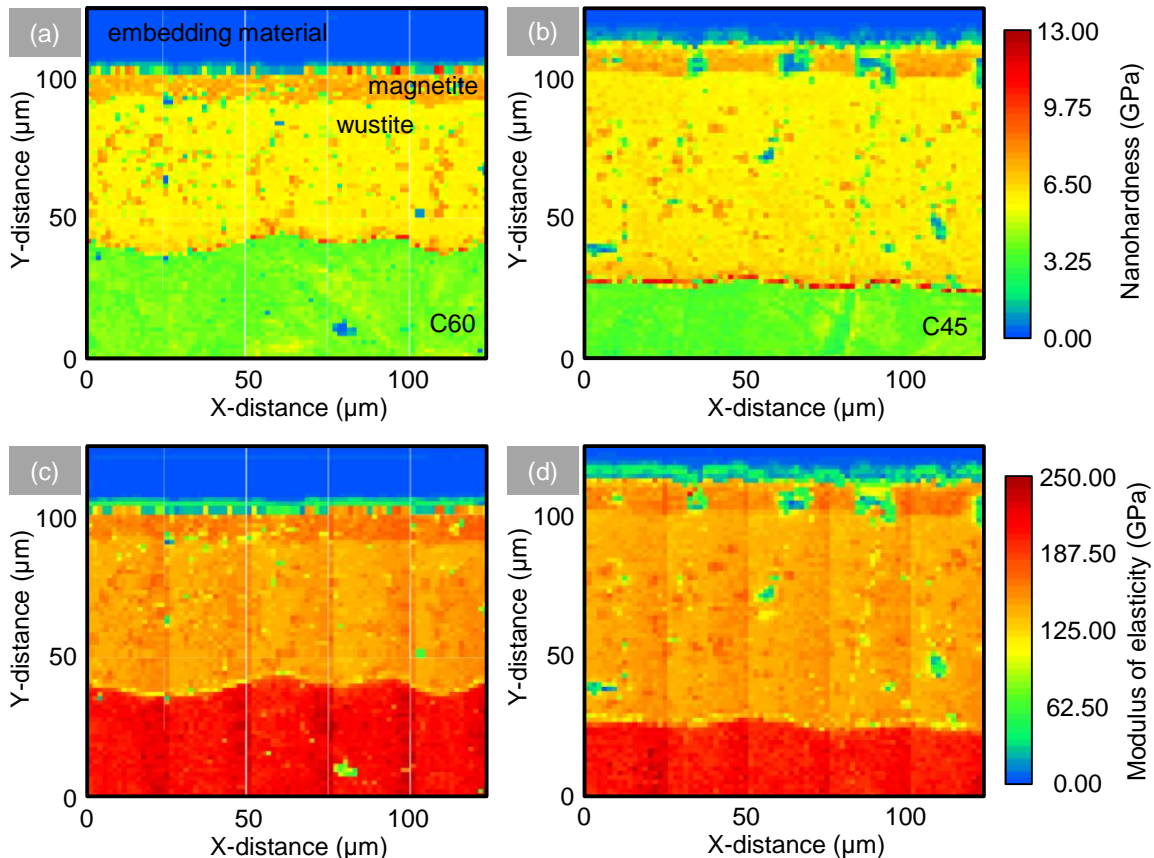 (a)
embedding material
magnetite
wustite
C60
100
50
0
Y-distance (µm)
0 50 100
X-distance (µm)
(b)
C45
100
50
0
Y-distance (µm)
0 50 100
X-distance (µm)
13.00
9.75
6.50
3.25
0.00
Nanohardness (GPa)
(c)
100
50
0
Y-distance (µm)
0 50 100
X-distance (µm)
(d)
100
50
0
Y-distance (µm)
0 50 100
X-distance (µm)
250.00
187.50
125.00
62.50
0.00
Modulus of elasticity (GPa)